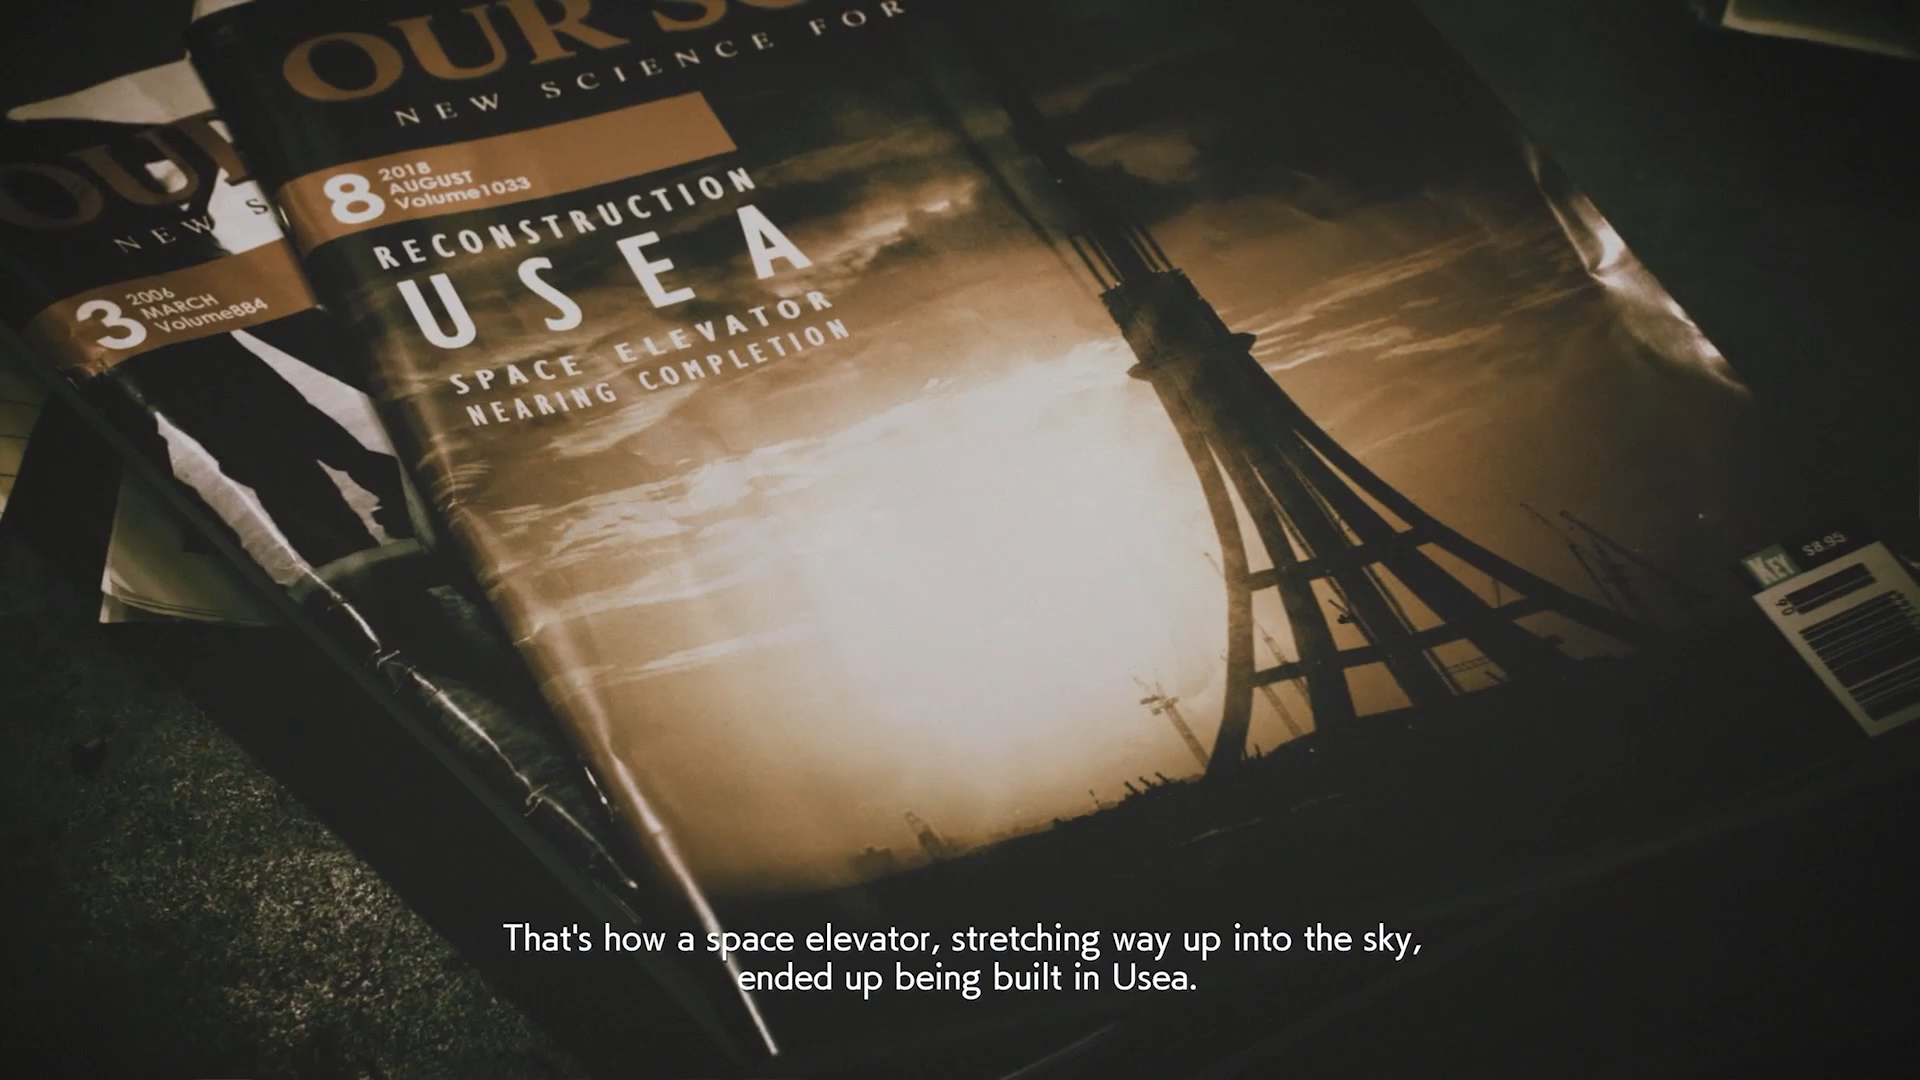 OUR SC
NEW SCIENCE FOR
8
2018
AUGUST
Volume1033
RECONSTRUCTION
USEA
SPACE ELEVATOR
NEARING COMPLETION
OUR
NEW S
3
2006
MARCH
Volume884
KEY
$8.95
That's how a space elevator, stretching way up into the sky,
ended up being built in Usea.